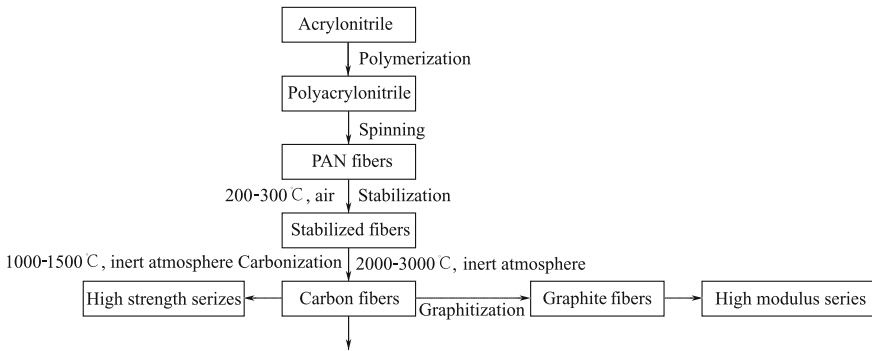 Acrylonitrile
Polymerization
Polyacrylonitrile
Spinning
PAN fibers
200-300℃, air
Stabilization
Stabilized fibers
1000-1500℃, inert atmosphere Carbonization
2000-3000℃, inert atmosphere
High strength serizes
Carbon fibers
Graphitization
Graphite fibers
High modulus series